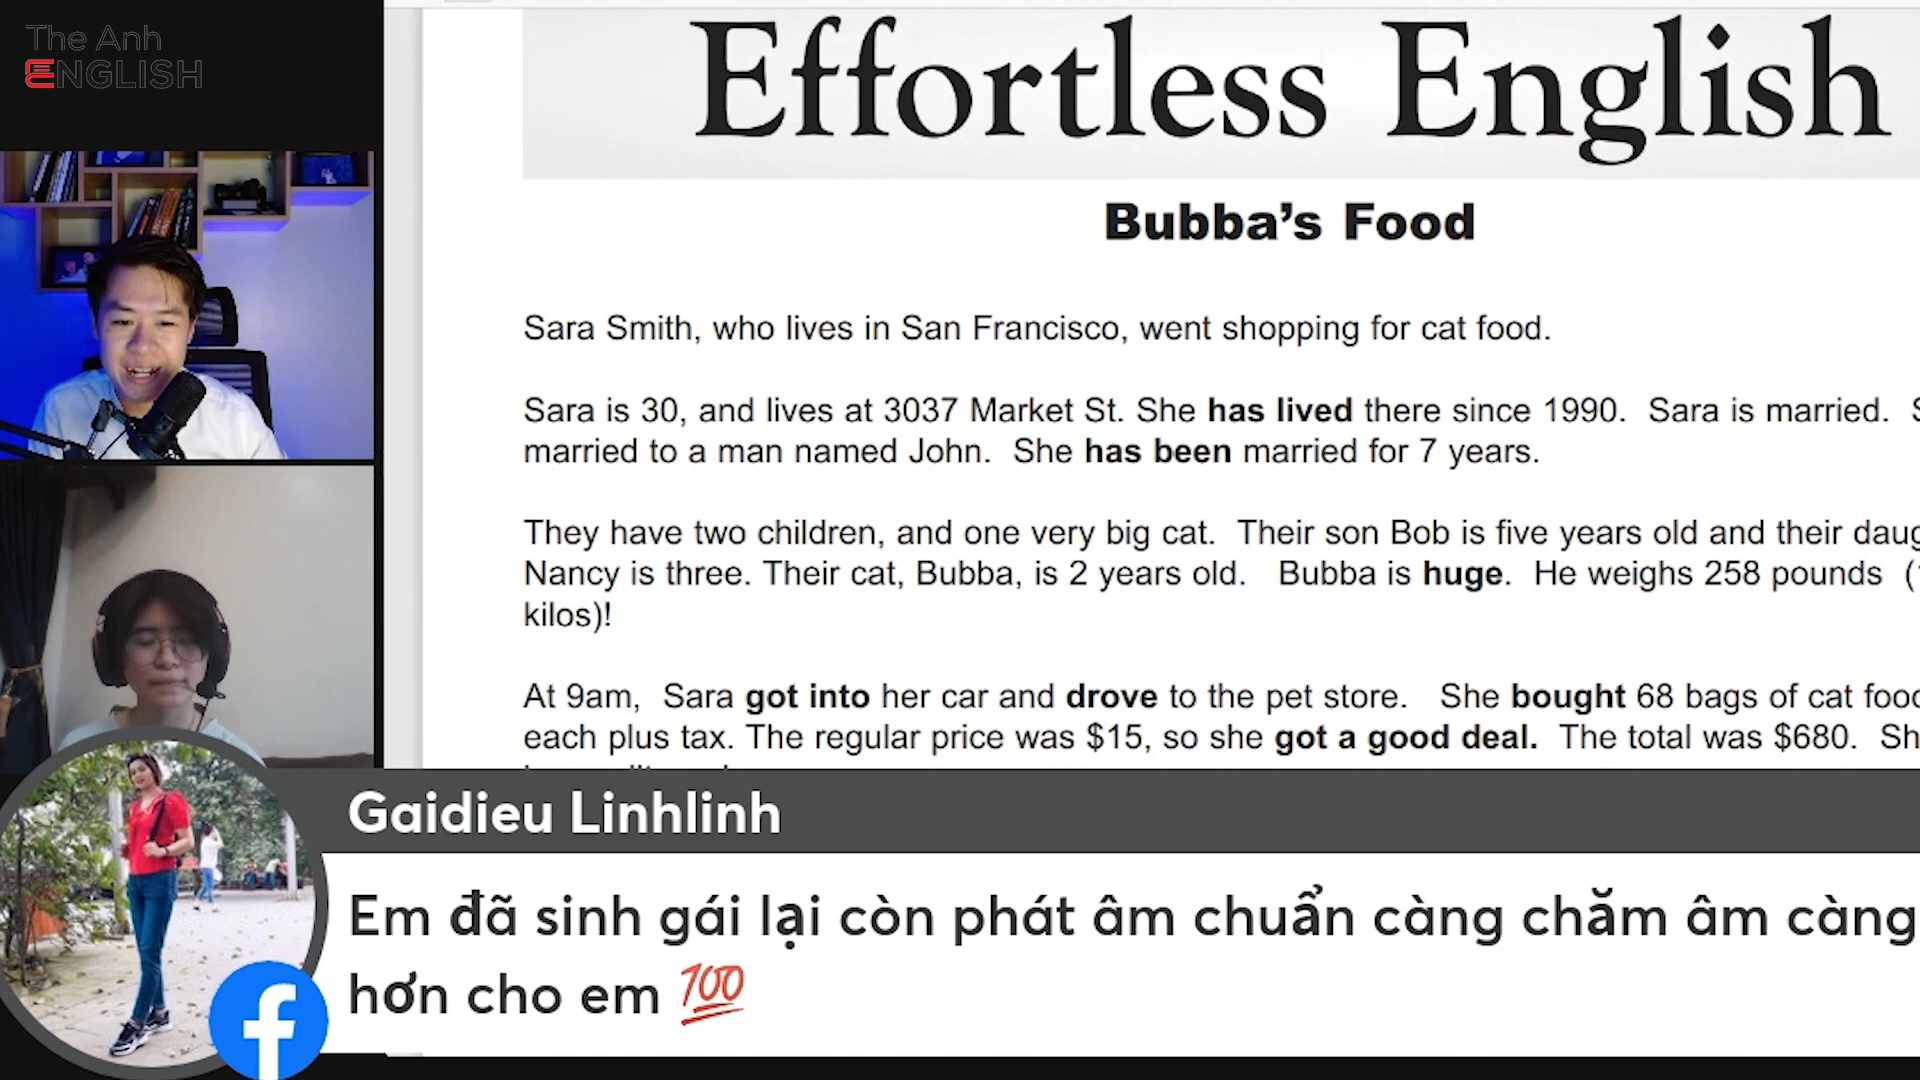 The Anh
ENGLISH
Effortless English
Bubba’s Food
Sara Smith, who lives in San Francisco, went shopping for cat food.
Sara is 30, and lives at 3037 Market St. She has lived there since 1990. Sara is married. S
married to a man named John. She has been married for 7 years.
They have two children, and one very big cat. Their son Bob is five years old and their daug
Nancy is three. Their cat, Bubba, is 2 years old. Bubba is huge. He weighs 258 pounds (
kilos)!
At 9am, Sara got into her car and drove to the pet store. She bought 68 bags of cat food
each plus tax. The regular price was $15, so she got a good deal. The total was $680. Sh
Gaidieu Linhlinh
Em đã sinh gái lại còn phát âm chuẩn càng chăm âm càng
hơn cho em 💯